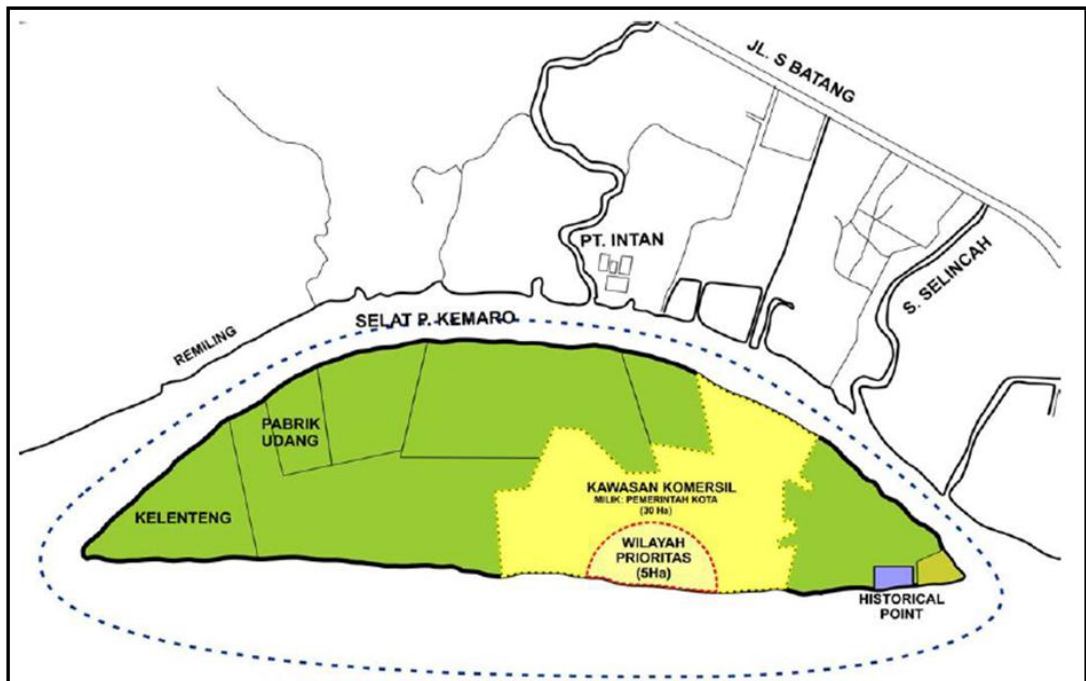 JL. S BATANG
PT. INTAN
S. SELINCAH
SELAT P. KEMARO
REMILING
PABRIK
UDANG
KELENTENG
KAWASAN KOMERSIL
MILIK: PEMERINTAH KOTA
(30 Ha)
WILAYAH
PRIORITAS
(5Ha)
HISTORICAL
POINT